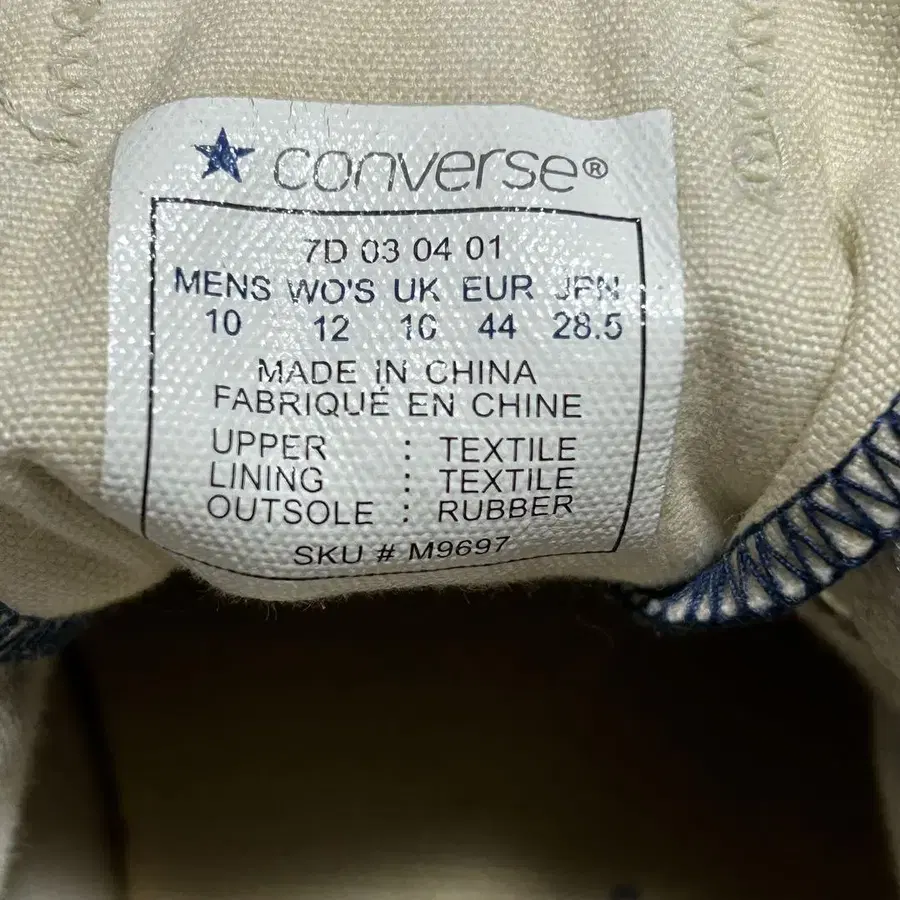 converse®
7D 03 04 01
MENS WO'S UK EUR JPN
10 12 10 44 28.5
MADE IN CHINA
FABRIQUÉ EN CHINE
UPPER : TEXTILE
LINING : TEXTILE
OUTSOLE : RUBBER
SKU # M9697